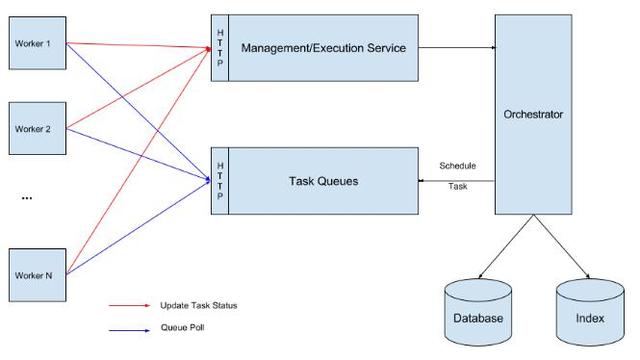 Worker 1
Worker 2
...
Worker N
H
T
T
P
Management/Execution Service
H
T
T
P
Task Queues
Orchestrator
Schedule
Task
Database
Index
Update Task Status
Queue Poll